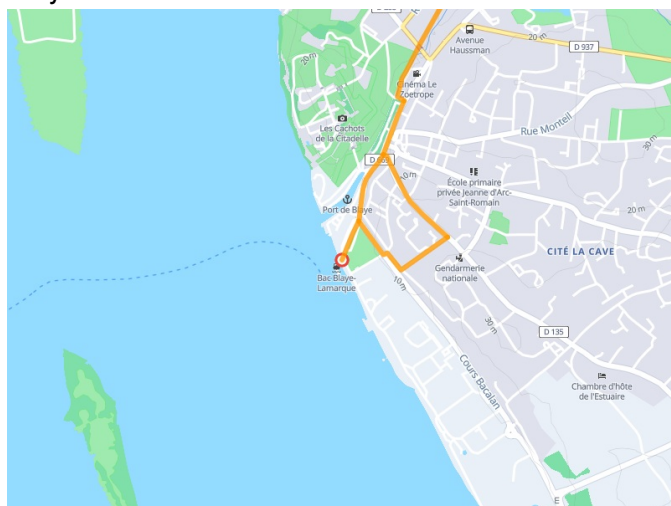 Avenue
Haussman
20 m
D 937
20 m
Cinéma Le
Zoetrope
Les Cachots
de la Citadelle
Rue Monteil
30 m
D 669
10 m
École primaire
privée Jeanne d'Arc-
Saint-Romain
Port de Blaye
20 m
CITÉ LA CAVE
Gendarmerie
nationale
Bac Blaye-
Lamarque
10 m
30 m
D 135
Cours Bacalan
Chambre d'hôte
de l'Estuaire
E